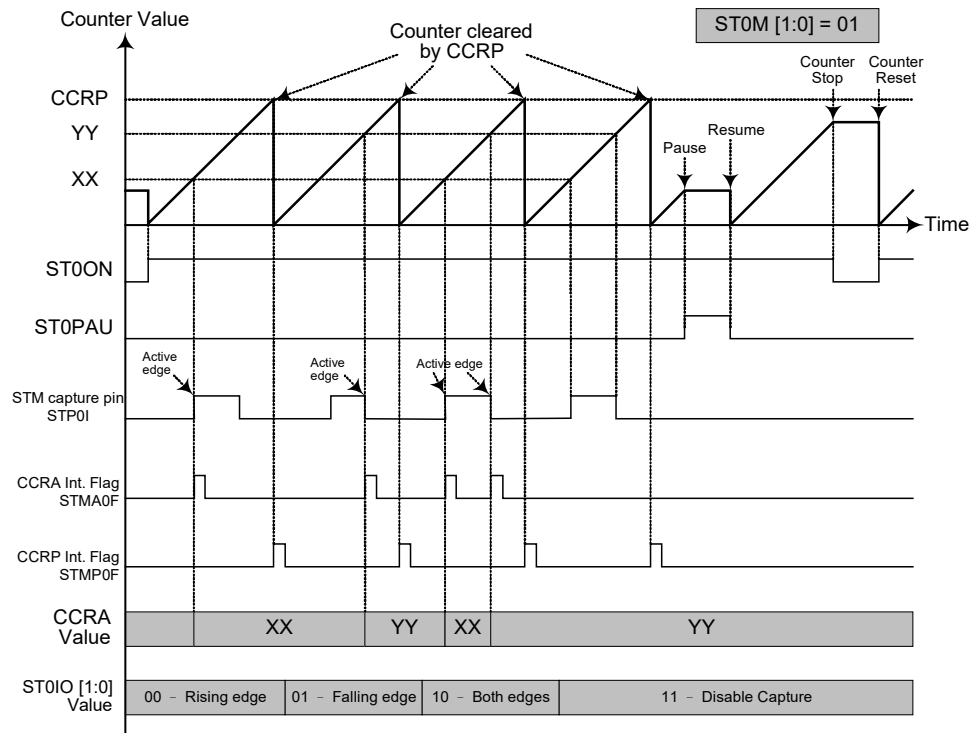 Counter Value
ST0M [1:0] = 01
Counter cleared
by CCRP
Counter
Stop
Counter
Reset
CCRP
YY
XX
Pause
Resume
Time
ST0ON
ST0PAU
Active
edge
Active
edge
Active edge
STM capture pin
STP0I
CCRA Int. Flag
STMA0F
CCRP Int. Flag
STMP0F
CCRA
Value
XX
YY
XX
YY
ST0IO [1:0]
Value
00 – Rising edge
01 – Falling edge
10 – Both edges
11 – Disable Capture